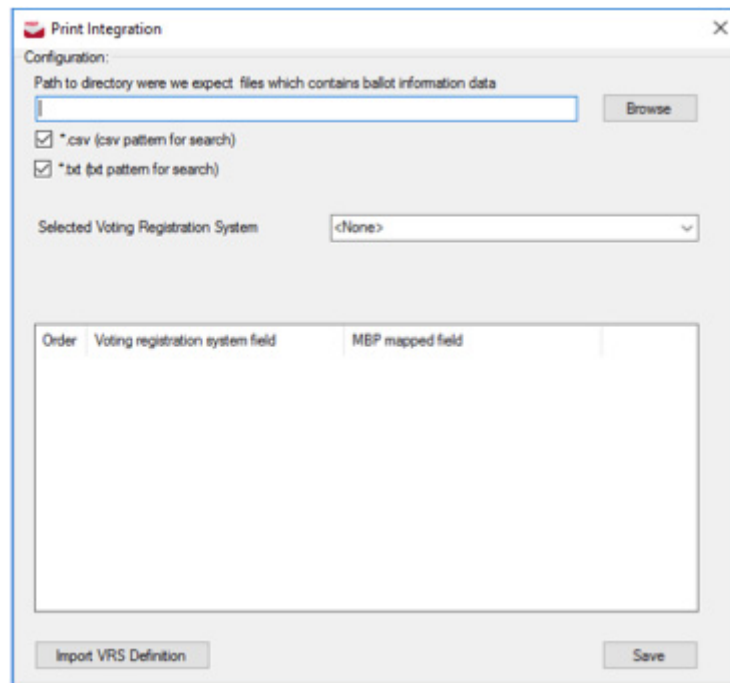 Print Integration
Configuration:
Path to directory were we expect files which contains ballot information data
Browse
*.csv (csv pattern for search)
*.txt (txt pattern for search)
Selected Voting Registration System <None>
Order Voting registration system field MBP mapped field
Import VRS Definition Save